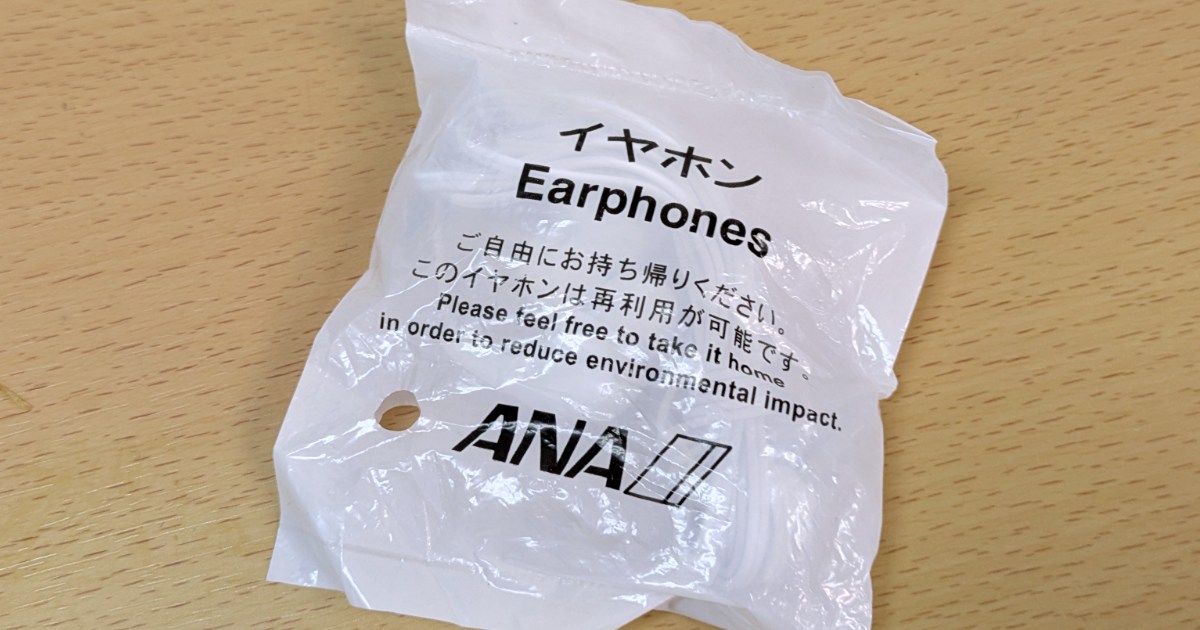 イヤホン
Earphones
ご自由にお持ち帰りください。
このイヤホンは再利用が可能です。
Please feel free to take it home
in order to reduce environmental impact.
ANA